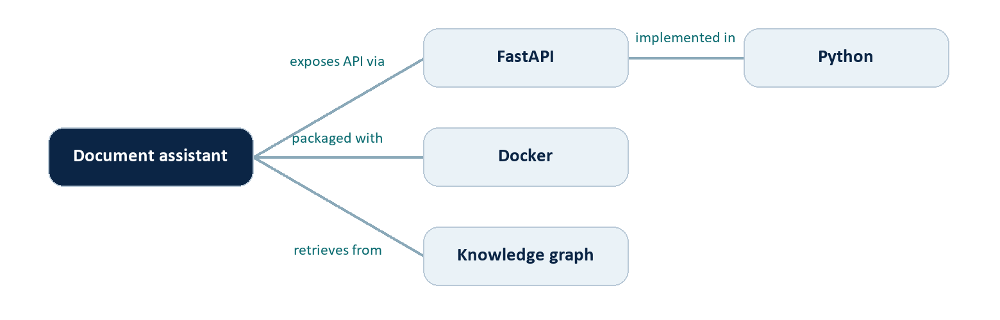 exposes API via
FastAPI
implemented in
Python
Document assistant
packaged with
Docker
retrieves from
Knowledge graph